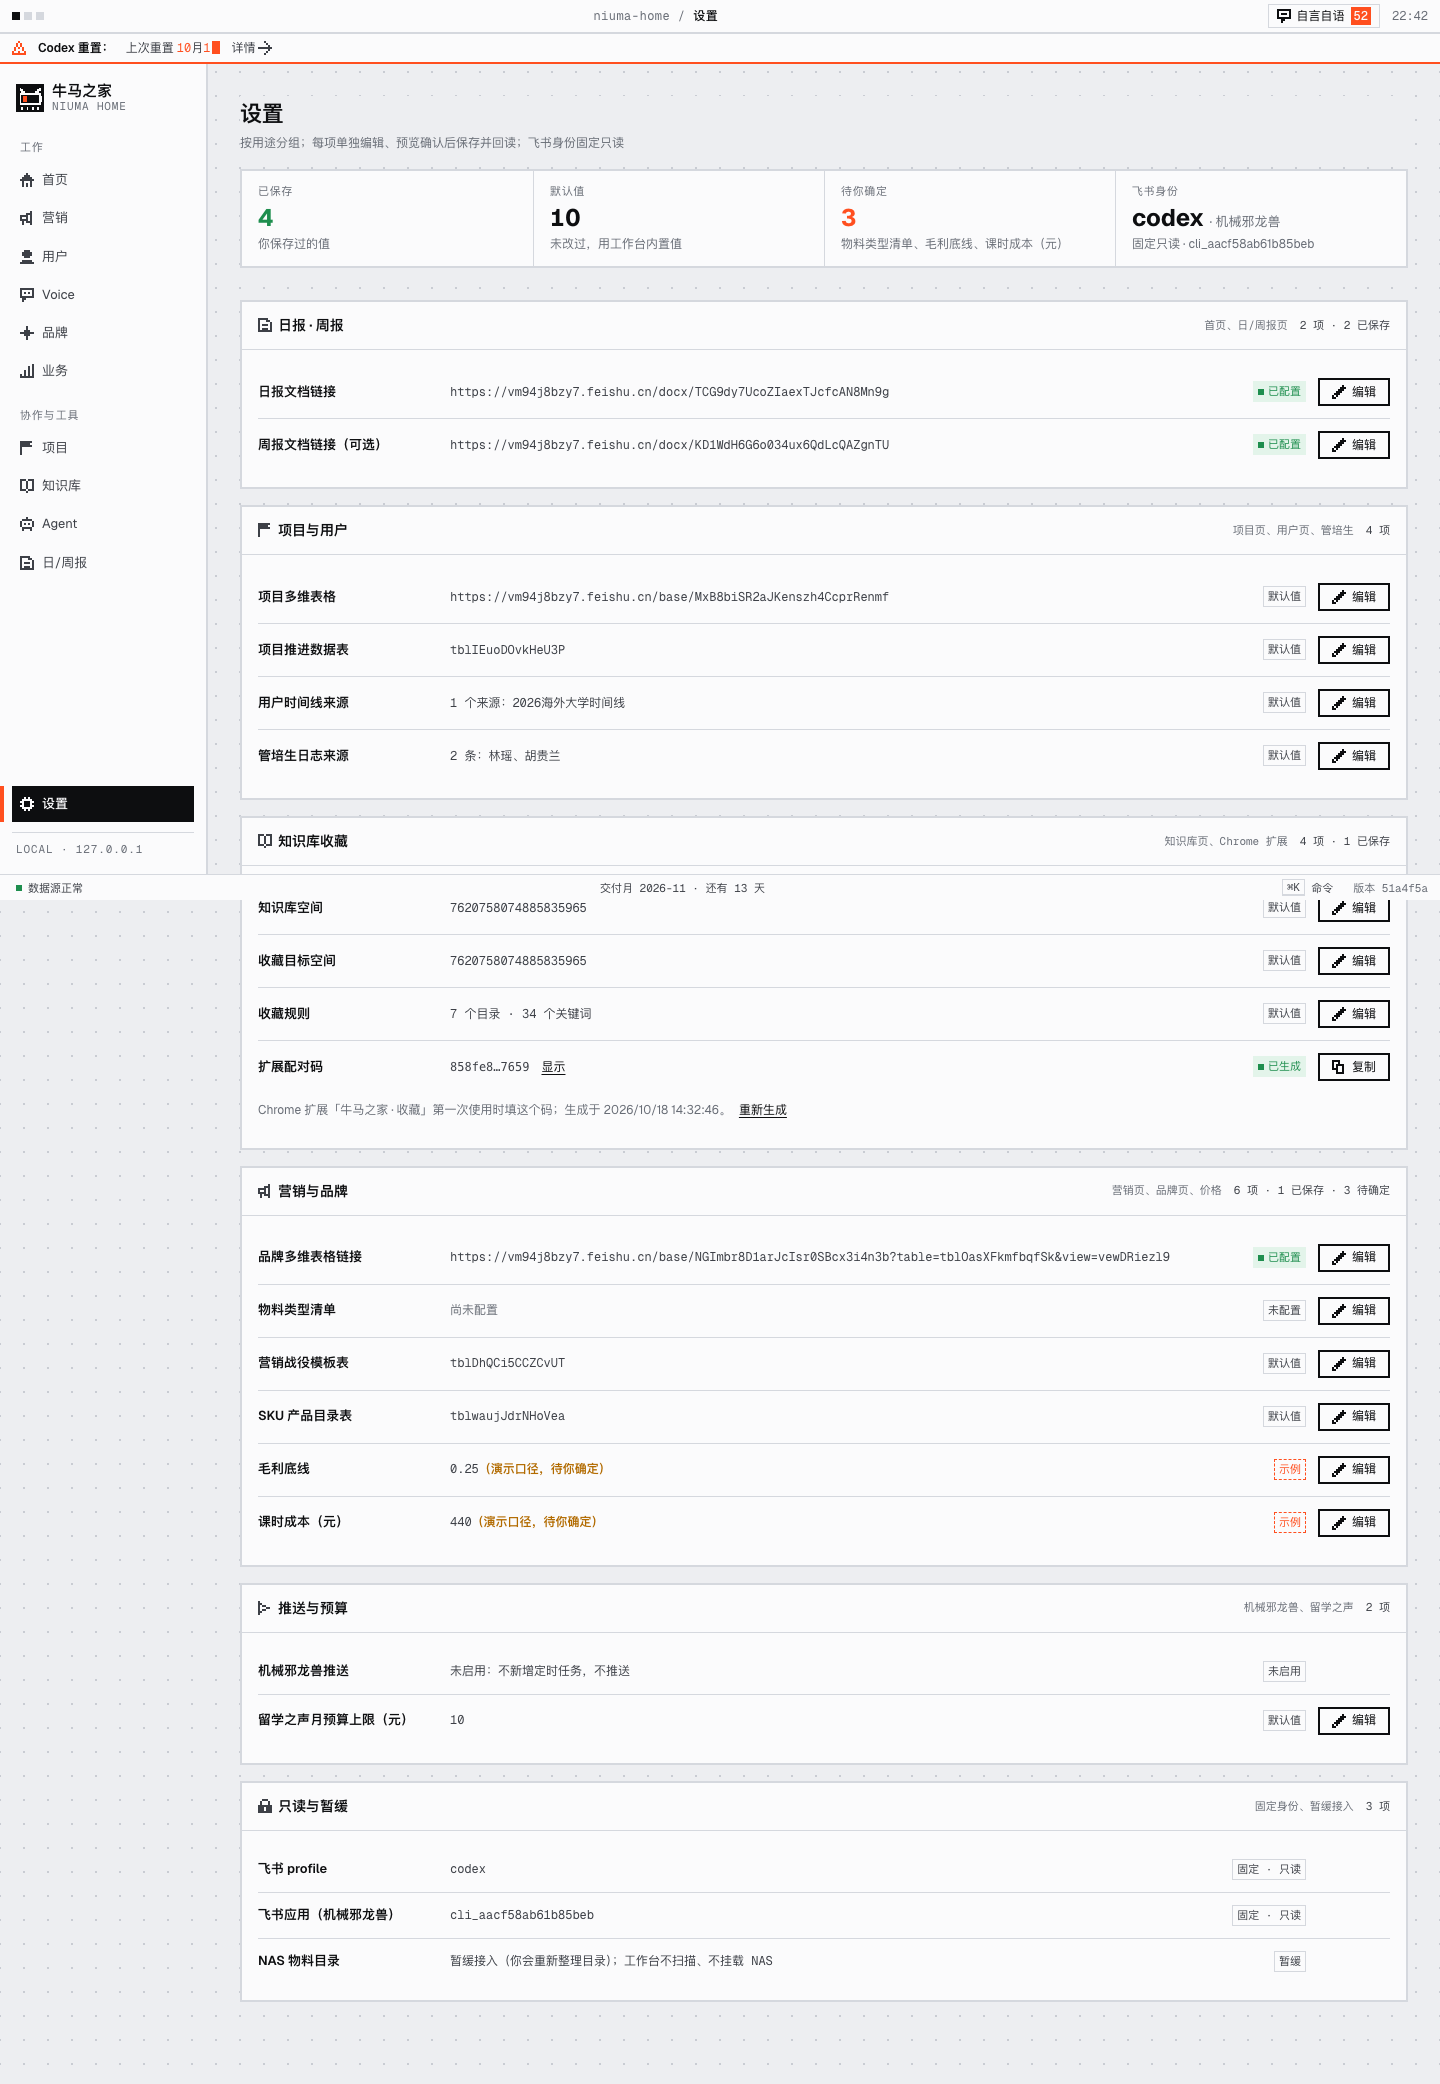 niuma-home / 设置
自言自语 52
22:42
Codex 重置： 上次重置 10月1 详情
牛马之家
NIUMA HOME
工作
首页
营销
用户
Voice
品牌
业务
协作与工具
项目
知识库
Agent
日/周报
设置
LOCAL · 127.0.0.1
设置
按用途分组；每项单独编辑、预览确认后保存并回读；飞书身份固定只读
已保存
4
你保存过的值
默认值
10
未改过，用工作台内置值
待你确定
3
物料类型清单、毛利底线、课时成本（元）
飞书身份
codex · 机械邪龙兽
固定只读 · cli_aacf58ab61b85beb
日报 · 周报 首页、日/周报页 2 项 · 2 已保存
日报文档链接 https://vm94j8bzy7.feishu.cn/docx/TCG9dy7UcoZIaexTJcfcAN8Mn9g 已配置 编辑
周报文档链接（可选） https://vm94j8bzy7.feishu.cn/docx/KD1WdH6G6o034ux6QdLcQAZgnTU 已配置 编辑
项目与用户 项目页、用户页、管培生 4 项
项目多维表格 https://vm94j8bzy7.feishu.cn/base/MxB8biSR2aJKenszh4CcprRenmf 默认值 编辑
项目推进数据表 tblIEuoDOvkHeU3P 默认值 编辑
用户时间线来源 1 个来源：2026海外大学时间线 默认值 编辑
管培生日志来源 2 条：林瑶、胡贵兰 默认值 编辑
知识库收藏 知识库页、Chrome 扩展 4 项 · 1 已保存
数据源正常 交付月 2026-11 · 还有 13 天 ⌘K 命令 版本 51a4f5a
知识库空间 7620758074885835965 默认值 编辑
收藏目标空间 7620758074885835965 默认值 编辑
收藏规则 7 个目录 · 34 个关键词 默认值 编辑
扩展配对码 858fe8…7659 显示 已生成 复制
Chrome 扩展「牛马之家 · 收藏」第一次使用时填这个码；生成于 2026/10/18 14:32:46。 重新生成
营销与品牌 营销页、品牌页、价格 6 项 · 1 已保存 · 3 待确定
品牌多维表格链接 https://vm94j8bzy7.feishu.cn/base/NGImbr8D1arJcIsr0SBcx3i4n3b?table=tblOasXFkmfbqfSk&view=vewDRiezl9 已配置 编辑
物料类型清单 尚未配置 未配置 编辑
营销战役模板表 tblDhQCi5CCZCvUT 默认值 编辑
SKU 产品目录表 tblwaujJdrNHoVea 默认值 编辑
毛利底线 0.25（演示口径，待你确定） 示例 编辑
课时成本（元） 440（演示口径，待你确定） 示例 编辑
推送与预算 机械邪龙兽、留学之声 2 项
机械邪龙兽推送 未启用：不新增定时任务，不推送 未启用
留学之声月预算上限（元） 10 默认值 编辑
只读与暂缓 固定身份、暂缓接入 3 项
飞书 profile codex 固定 · 只读
飞书应用（机械邪龙兽） cli_aacf58ab61b85beb 固定 · 只读
NAS 物料目录 暂缓接入（你会重新整理目录）；工作台不扫描、不挂载 NAS 暂缓